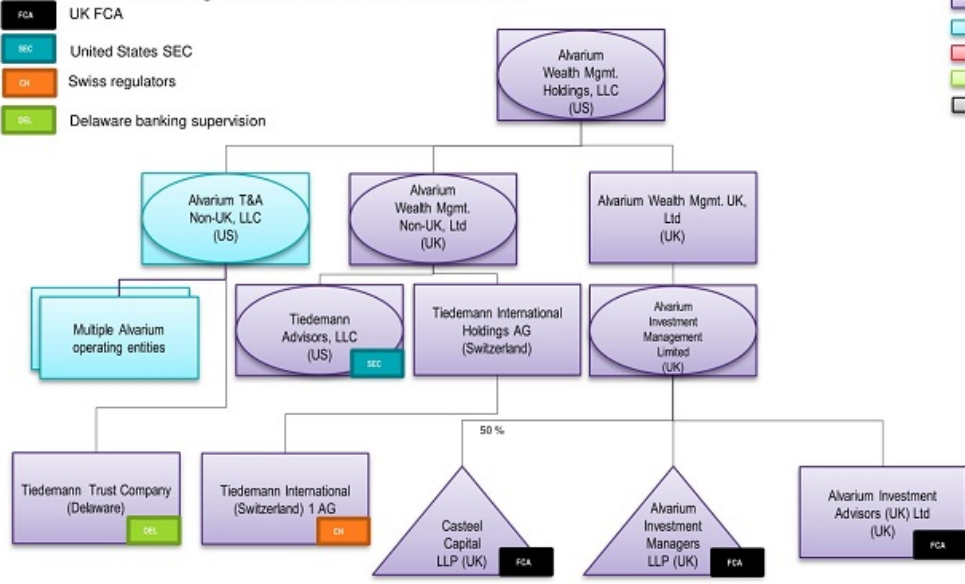 FCA
UK FCA
SEC
United States SEC
CH
Swiss regulators
DEL
Delaware banking supervision
Alvarium
Wealth Mgmt.
Holdings, LLC
(US)
Alvarium T&A
Non-UK, LLC
(US)
Alvarium
Wealth Mgmt.
Non-UK, Ltd
(UK)
Alvarium Wealth Mgmt. UK,
Ltd
(UK)
Multiple Alvarium
operating entities
Tiedemann
Advisors, LLC
(US)
SEC
Tiedemann International
Holdings AG
(Switzerland)
Alvarium
Investment
Management
Limited
(UK)
50 %
Tiedemann Trust Company
(Delaware)
DEL
Tiedemann International
(Switzerland) 1 AG
CH
Casteel
Capital
LLP (UK)
FCA
Alvarium
Investment
Managers
LLP (UK)
FCA
Alvarium Investment
Advisors (UK) Ltd
(UK)
FCA